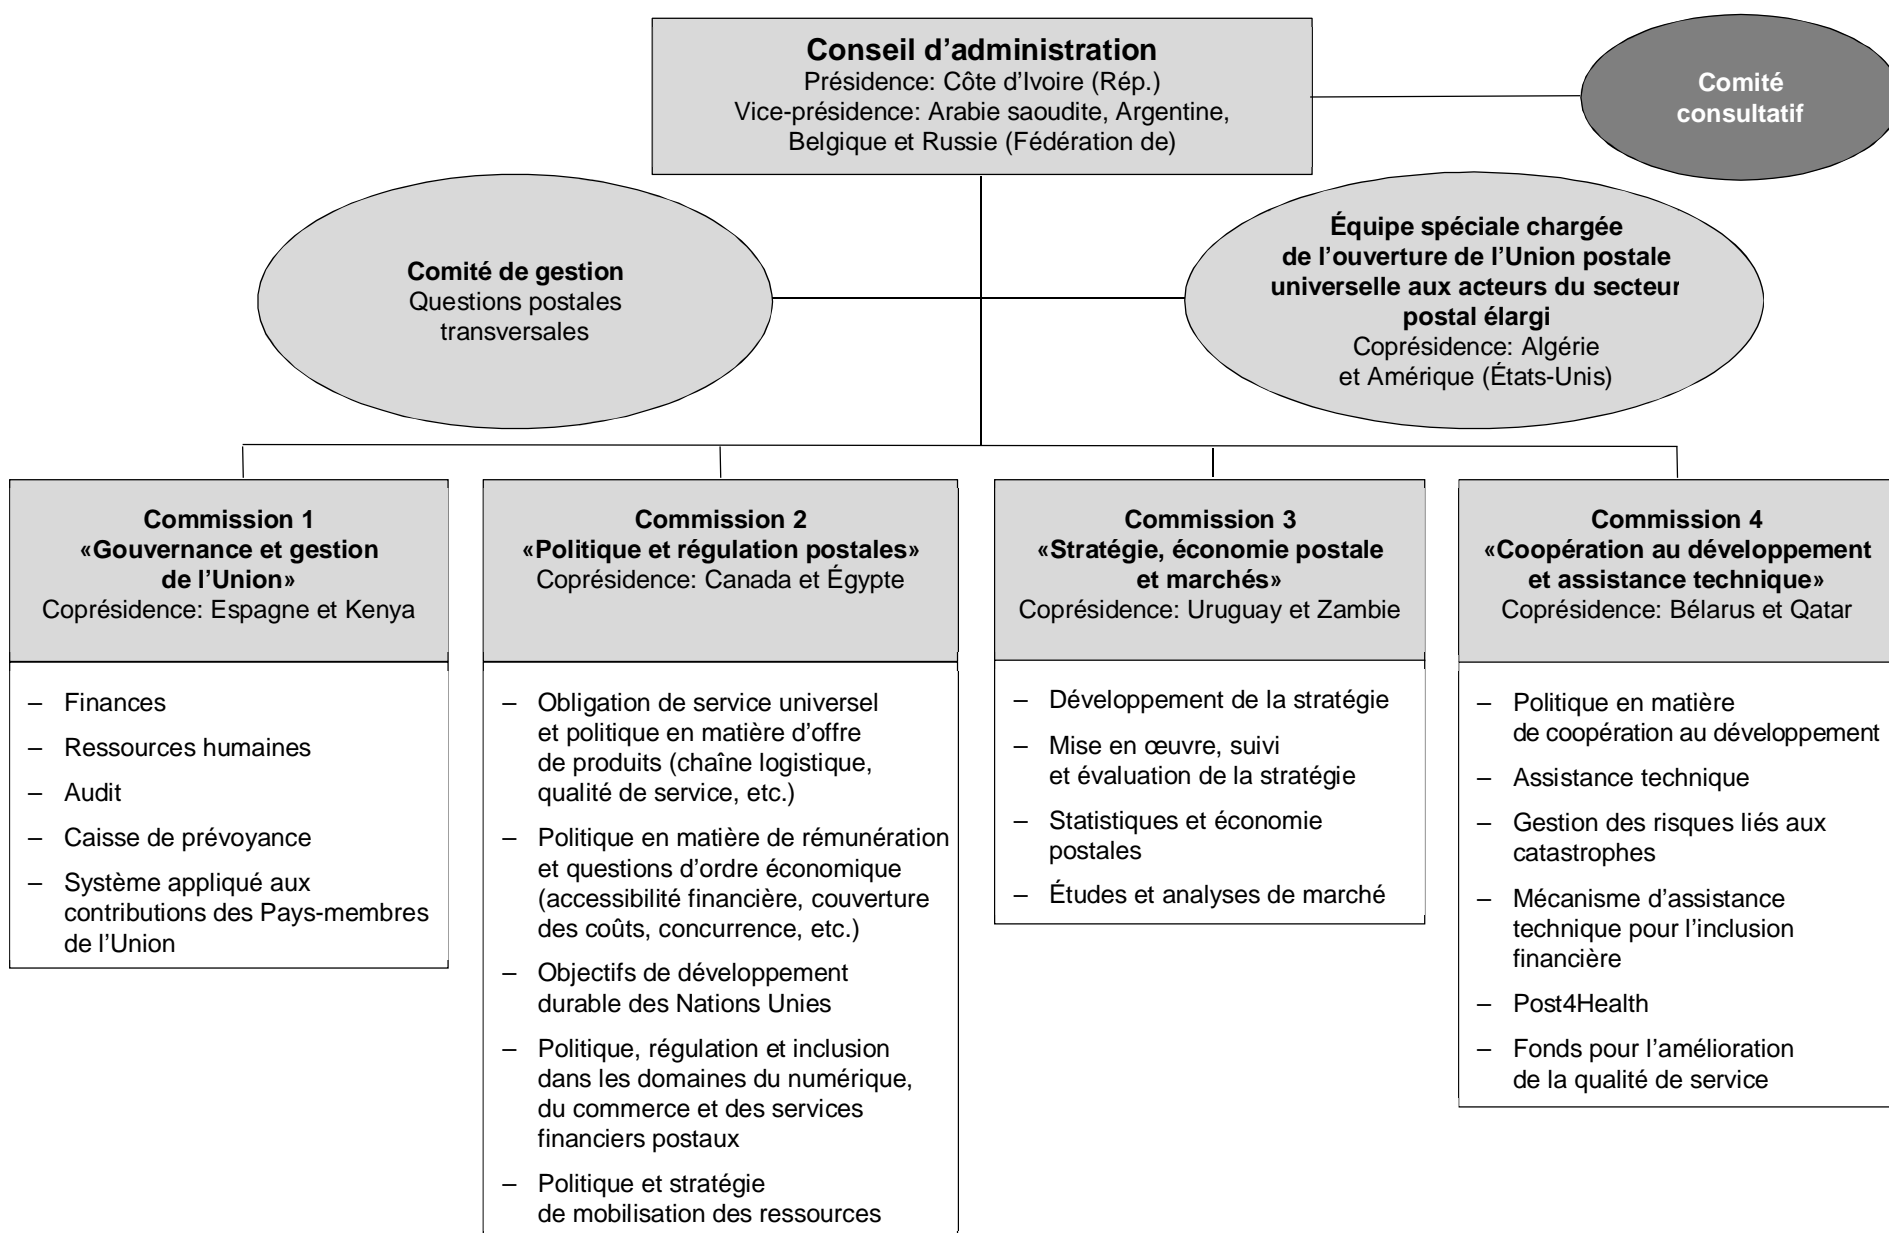 Conseil d’administration
Présidence: Côte d’Ivoire (Rép.)
Vice-présidence: Arabie saoudite, Argentine,
Belgique et Russie (Fédération de)
Comité
consultatif
Comité de gestion
Questions postales
transversales
Équipe spéciale chargée
de l’ouverture de l’Union postale
universelle aux acteurs du secteur
postal élargi
Coprésidence: Algérie
et Amérique (États-Unis)
Commission 1
«Gouvernance et gestion
de l’Union»
Coprésidence: Espagne et Kenya
– Finances
– Ressources humaines
– Audit
– Caisse de prévoyance
– Système appliqué aux
contributions des Pays-membres
de l’Union
Commission 2
«Politique et régulation postales»
Coprésidence: Canada et Égypte
– Obligation de service universel
et politique en matière d’offre
de produits (chaîne logistique,
qualité de service, etc.)
– Politique en matière de rémunération
et questions d’ordre économique
(accessibilité financière, couverture
des coûts, concurrence, etc.)
– Objectifs de développement
durable des Nations Unies
– Politique, régulation et inclusion
dans les domaines du numérique,
du commerce et des services
financiers postaux
– Politique et stratégie
de mobilisation des ressources
Commission 3
«Stratégie, économie postale
et marchés»
Coprésidence: Uruguay et Zambie
– Développement de la stratégie
– Mise en œuvre, suivi
et évaluation de la stratégie
– Statistiques et économie
postales
– Études et analyses de marché
Commission 4
«Coopération au développement
et assistance technique»
Coprésidence: Bélarus et Qatar
– Politique en matière
de coopération au développement
– Assistance technique
– Gestion des risques liés aux
catastrophes
– Mécanisme d’assistance
technique pour l’inclusion
financière
– Post4Health
– Fonds pour l’amélioration
de la qualité de service